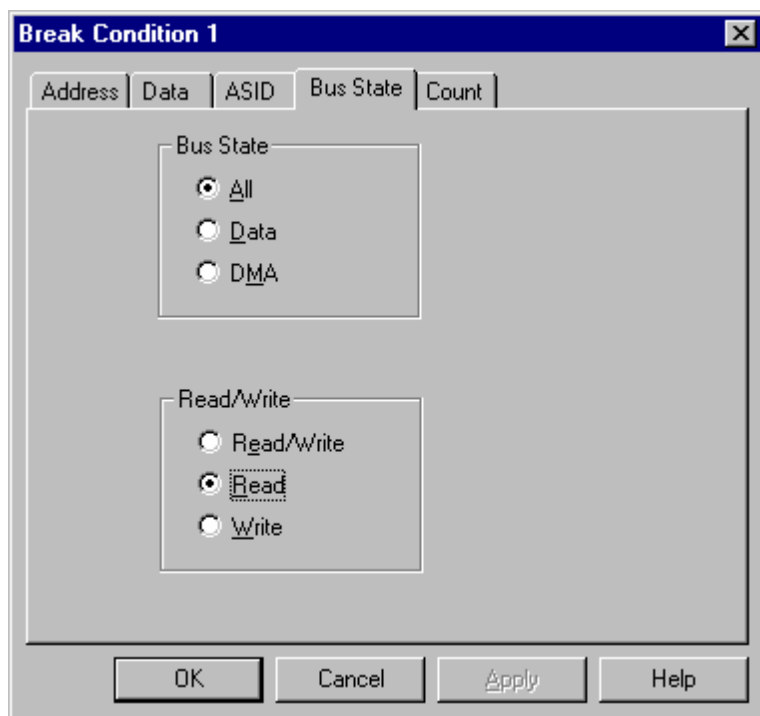 Break Condition 1
Address Data ASID Bus State Count
Bus State
All
Data
DMA
Read/Write
Read/Write
Read
Write
OK Cancel Apply Help